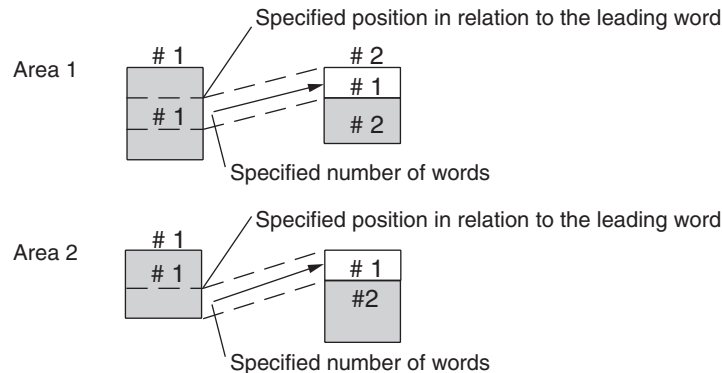 Specified position in relation to the leading word
# 1
# 2
Area 1
# 1
# 1
# 2
Specified number of words
Specified position in relation to the leading word
# 1
Area 2
# 1
# 1
#2
Specified number of words